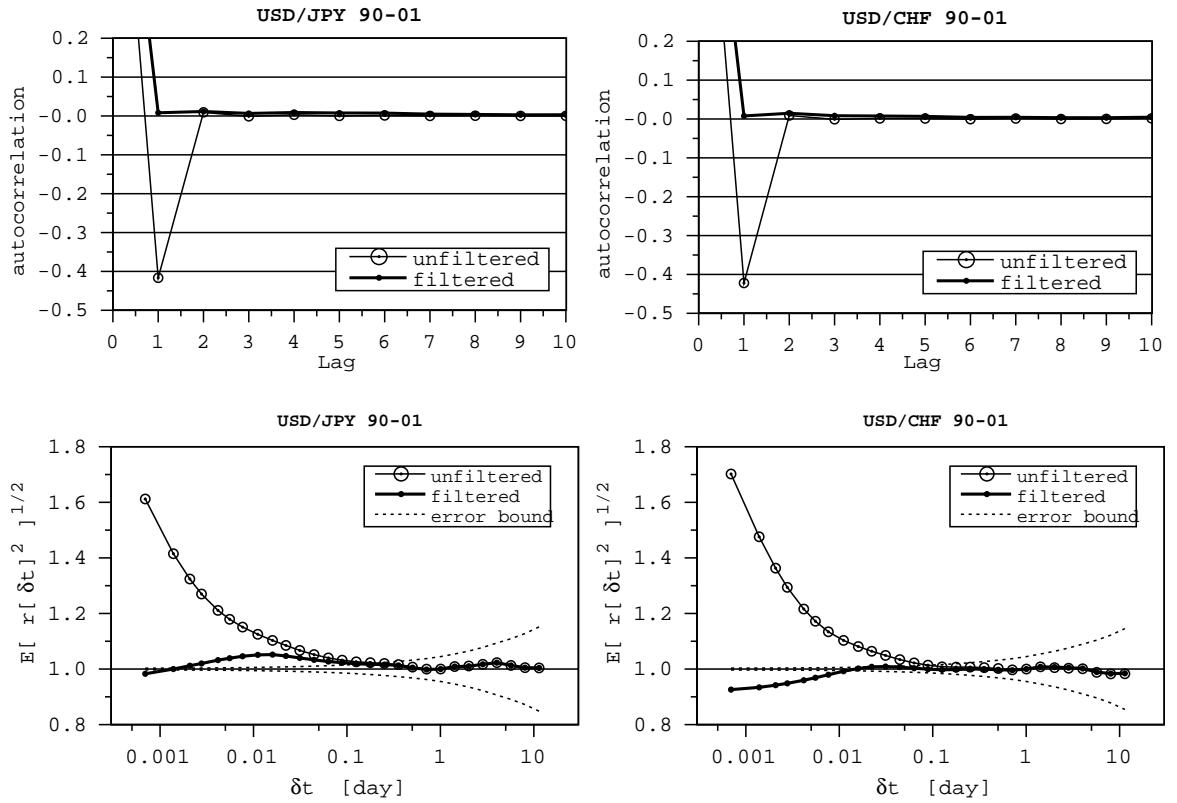 USD/JPY 90-01
0.2
0.1
-0.0
-0.1
-0.2
-0.3
-0.4
-0.5
autocorrelation
unfiltered
filtered
0 1 2 3 4 5 6 7 8 9 10
Lag
USD/CHF 90-01
0.2
0.1
-0.0
-0.1
-0.2
-0.3
-0.4
-0.5
autocorrelation
unfiltered
filtered
0 1 2 3 4 5 6 7 8 9 10
Lag
USD/JPY 90-01
1.8
1.6
1.4
1.2
1.0
0.8
E[ r[ δt]² ]^1/2
unfiltered
filtered
error bound
0.001 0.01 0.1 1 10
δt [day]
USD/CHF 90-01
1.8
1.6
1.4
1.2
1.0
0.8
E[ r[ δt]² ]^1/2
unfiltered
filtered
error bound
0.001 0.01 0.1 1 10
δt [day]